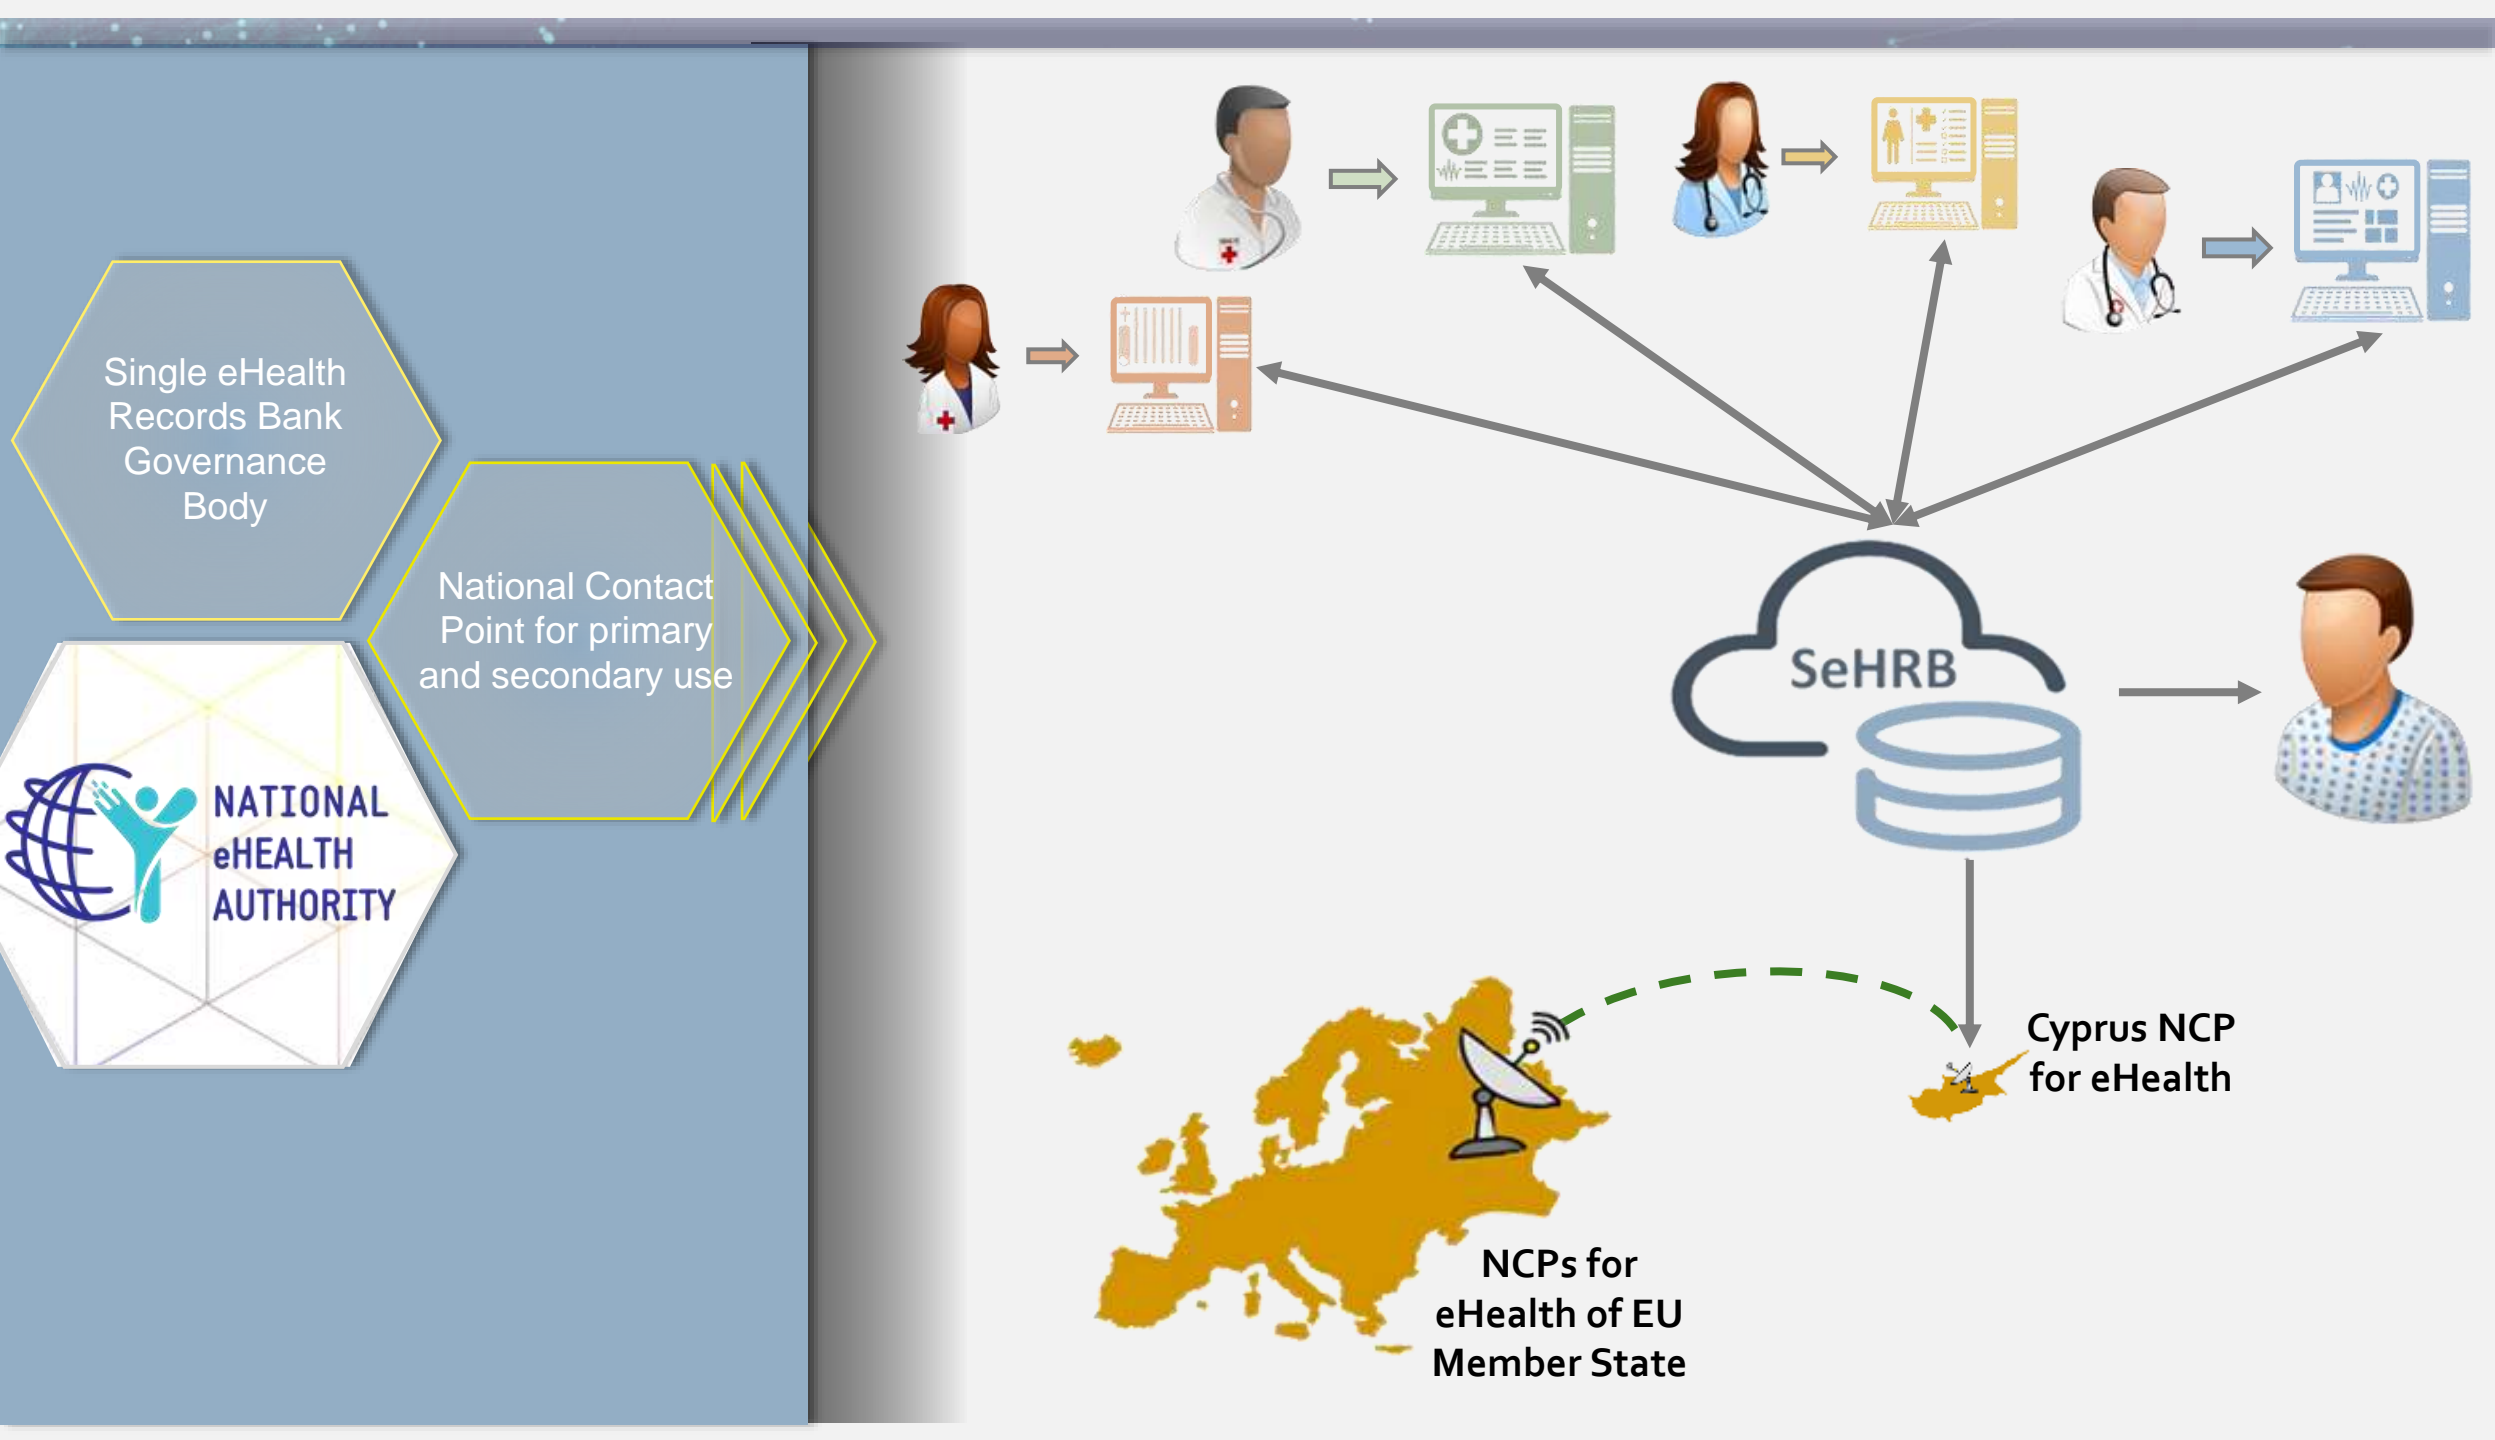 Single eHealth
Records Bank
Governance
Body
National Contact
Point for primary
and secondary use
NATIONAL
eHEALTH
AUTHORITY
SeHRB
Cyprus NCP
for eHealth
NCPs for
eHealth of EU
Member State